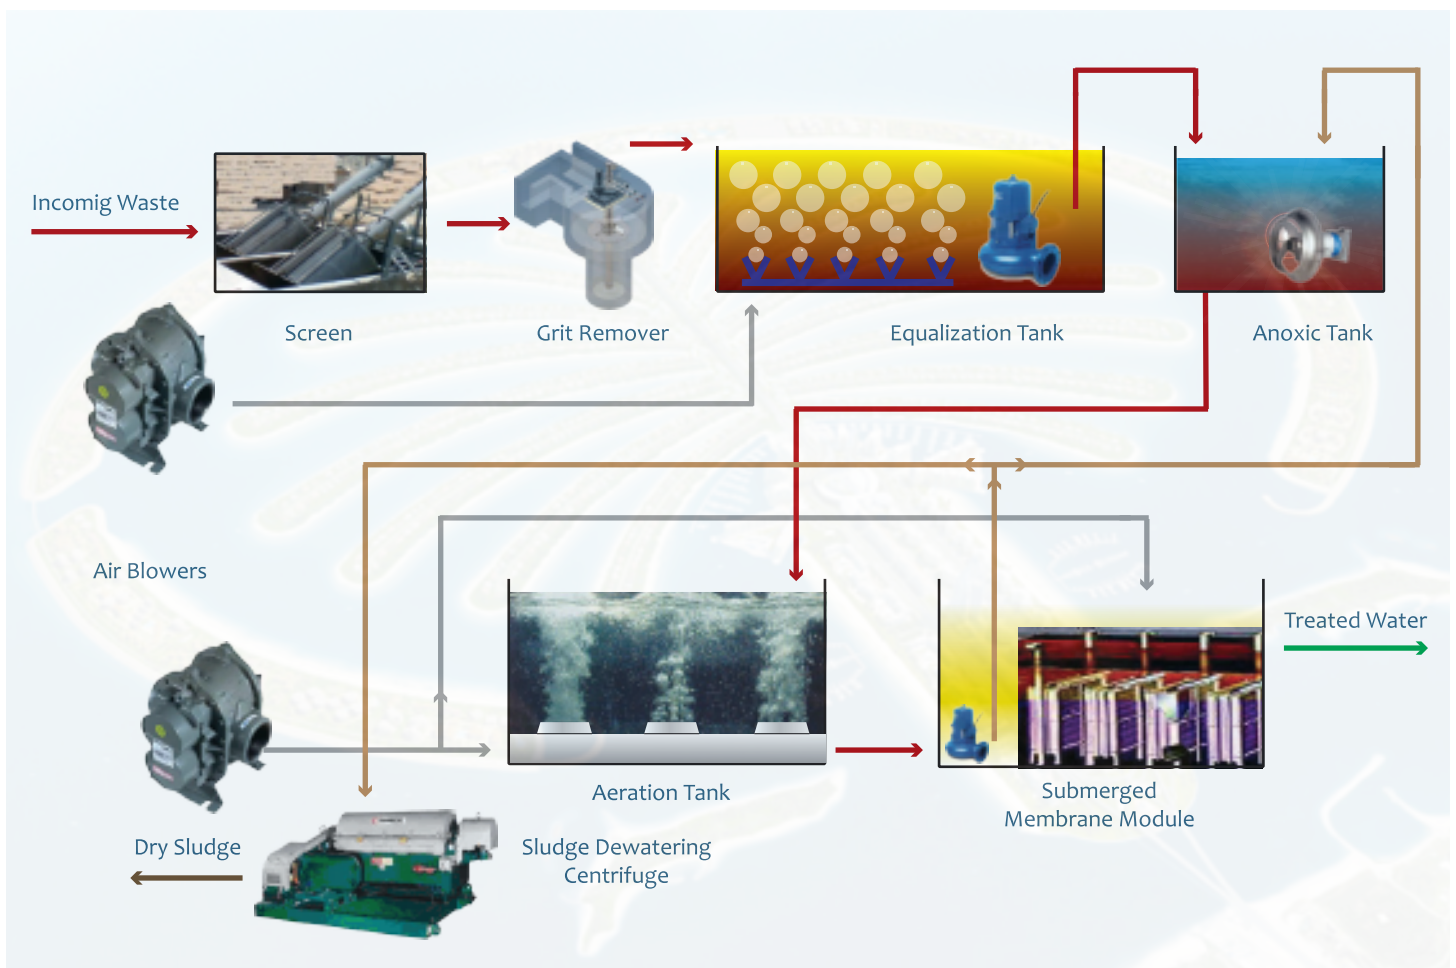 Incomig Waste
Screen
Grit Remover
Equalization Tank
Anoxic Tank
Air Blowers
Treated Water
Aeration Tank
Submerged
Membrane Module
Dry Sludge
Sludge Dewatering
Centrifuge